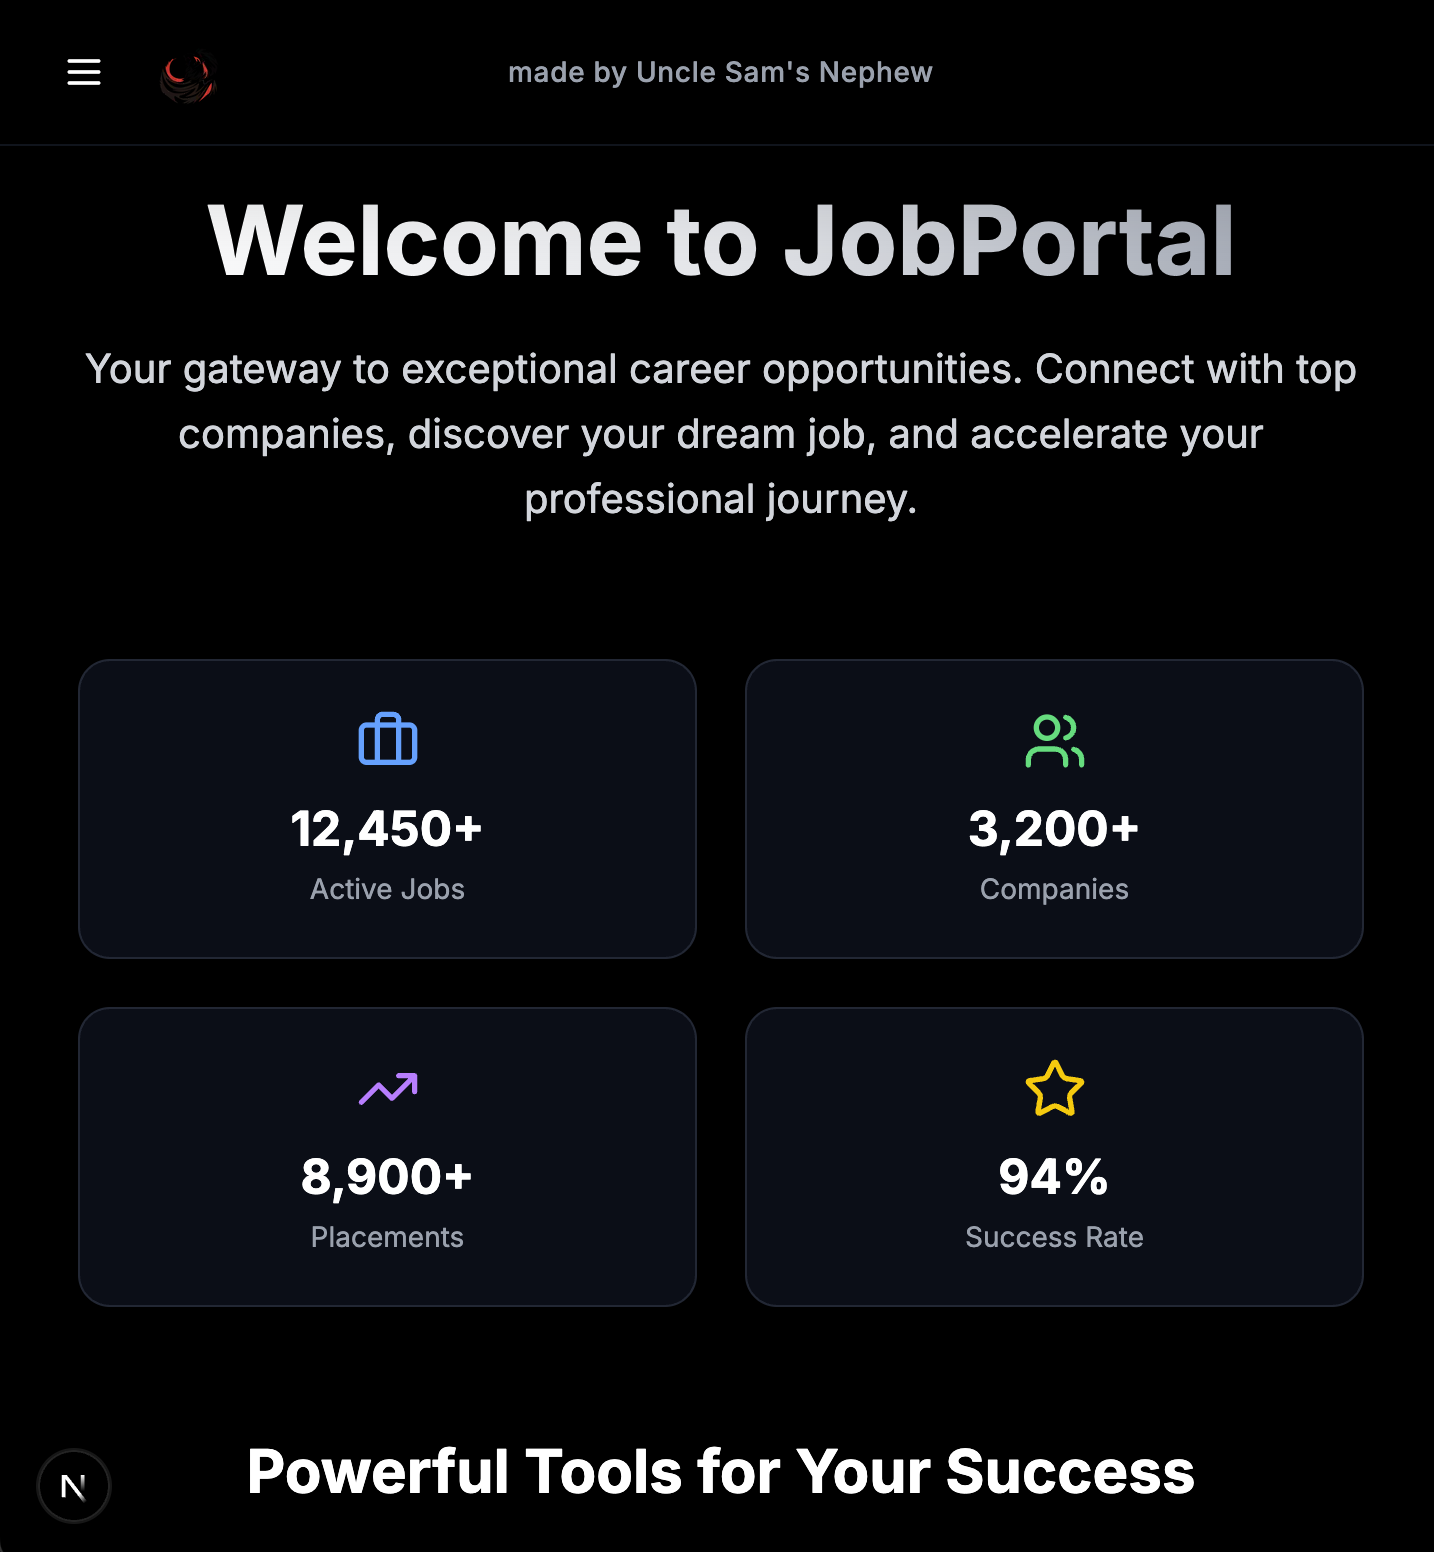 made by Uncle Sam's Nephew
Welcome to JobPortal
Your gateway to exceptional career opportunities. Connect with top
companies, discover your dream job, and accelerate your
professional journey.
12,450+
Active Jobs
3,200+
Companies
8,900+
Placements
94%
Success Rate
Powerful Tools for Your Success
N